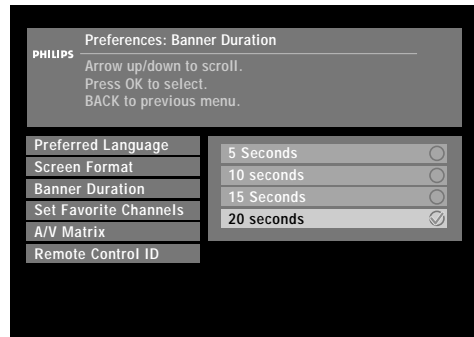 Preferences: Banner Duration
PHILIPS
Arrow up/down to scroll.
Press OK to select.
BACK to previous menu.
Preferred Language
Screen Format
Banner Duration
Set Favorite Channels
A/V Matrix
Remote Control ID
5 Seconds
10 seconds
15 Seconds
20 seconds